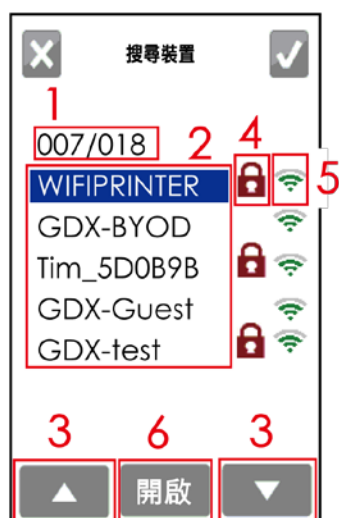 搜尋裝置
1
007/018 2 4
WIFIPRINTER 5
GDX-BYOD
Tim_5D0B9B
GDX-Guest
GDX-test
3 6 3
開啟